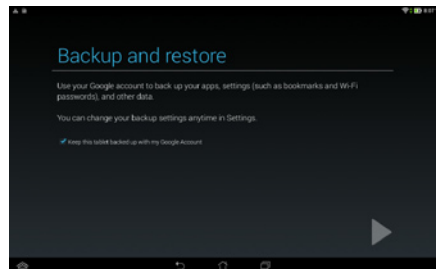 8:07
Backup and restore
Use your Google account to back up your apps, settings (such as bookmarks and Wi-Fi
passwords), and other data.
You can change your backup settings anytime in Settings.
Keep this tablet backed up with my Google Account